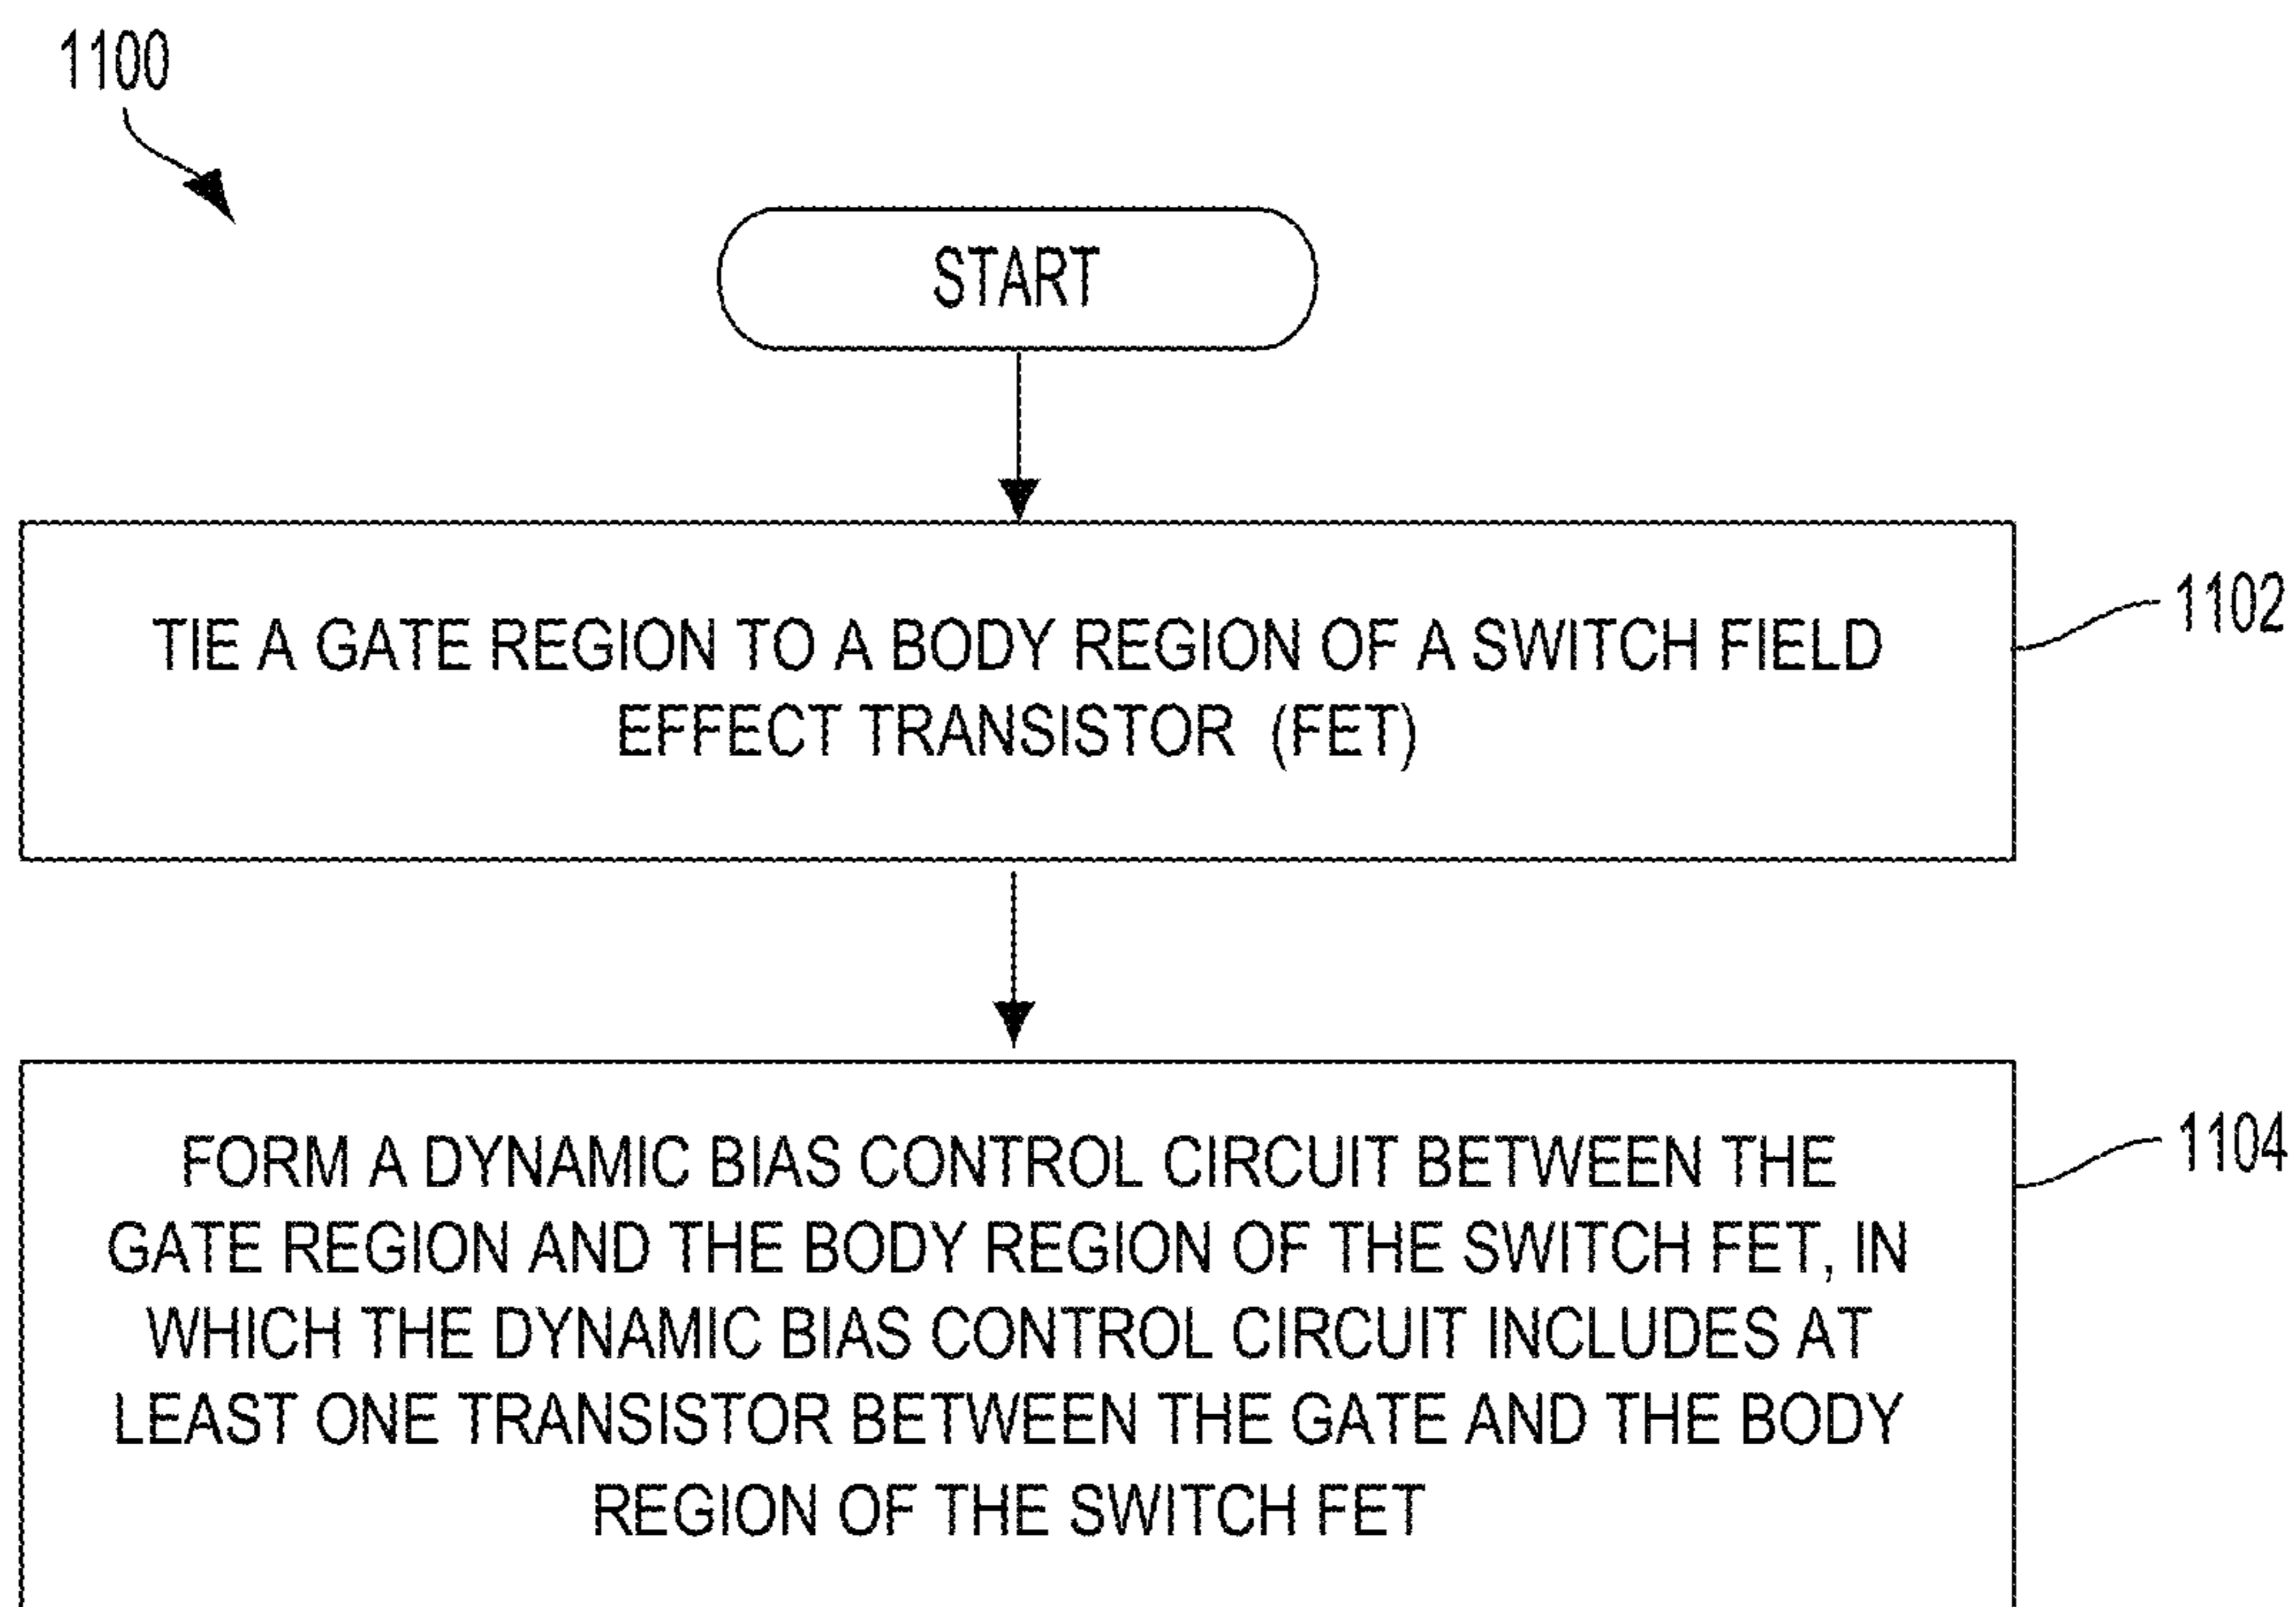 1100
START
TIE A GATE REGION TO A BODY REGION OF A SWITCH FIELD
EFFECT TRANSISTOR (FET)
1102
FORM A DYNAMIC BIAS CONTROL CIRCUIT BETWEEN THE
GATE REGION AND THE BODY REGION OF THE SWITCH FET, IN
WHICH THE DYNAMIC BIAS CONTROL CIRCUIT INCLUDES AT
LEAST ONE TRANSISTOR BETWEEN THE GATE AND THE BODY
REGION OF THE SWITCH FET
1104